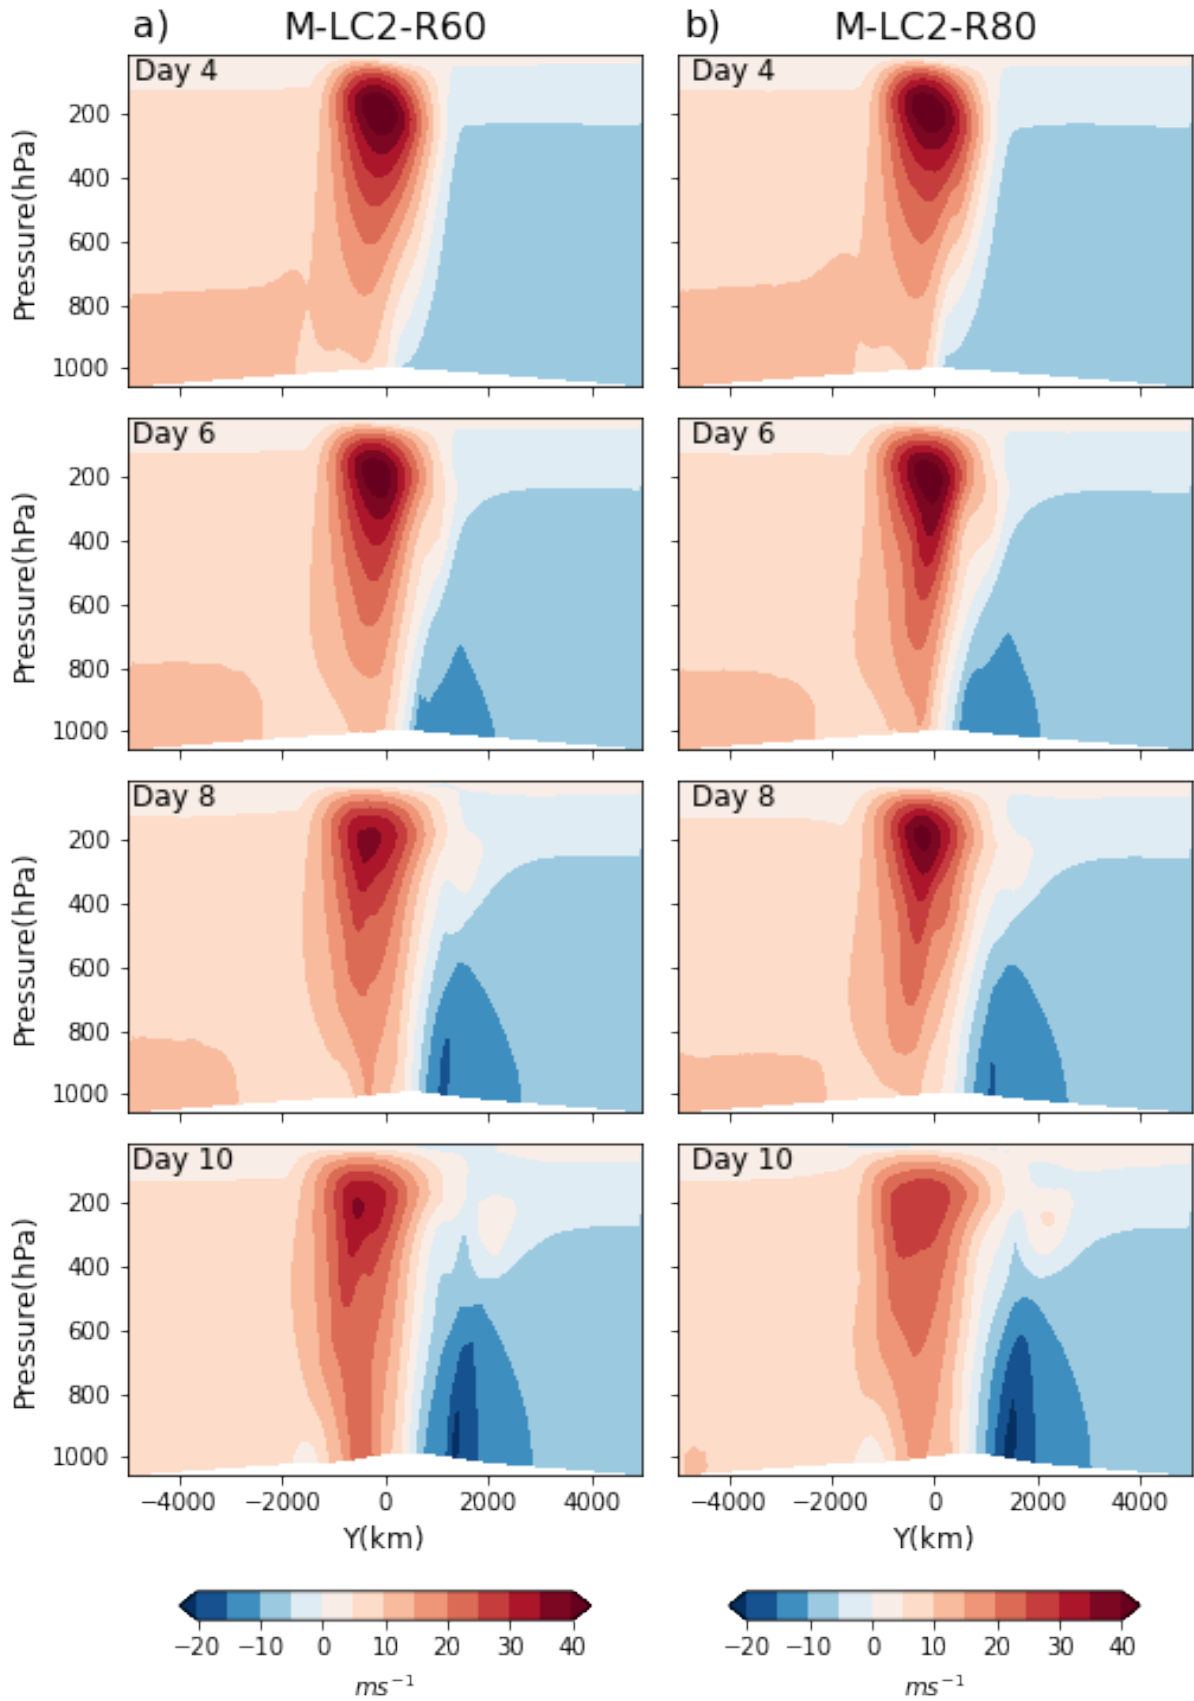 a) M-LC2-R60 b) M-LC2-R80
Day 4 Day 4
Pressure(hPa)
200
400
600
800
1000
Day 6 Day 6
Pressure(hPa)
200
400
600
800
1000
Day 8 Day 8
Pressure(hPa)
200
400
600
800
1000
Day 10 Day 10
Pressure(hPa)
200
400
600
800
1000
−4000 −2000 0 2000 4000 −4000 −2000 0 2000 4000
Y(km) Y(km)
−20 −10 0 10 20 30 40 −20 −10 0 10 20 30 40
ms⁻¹ ms⁻¹